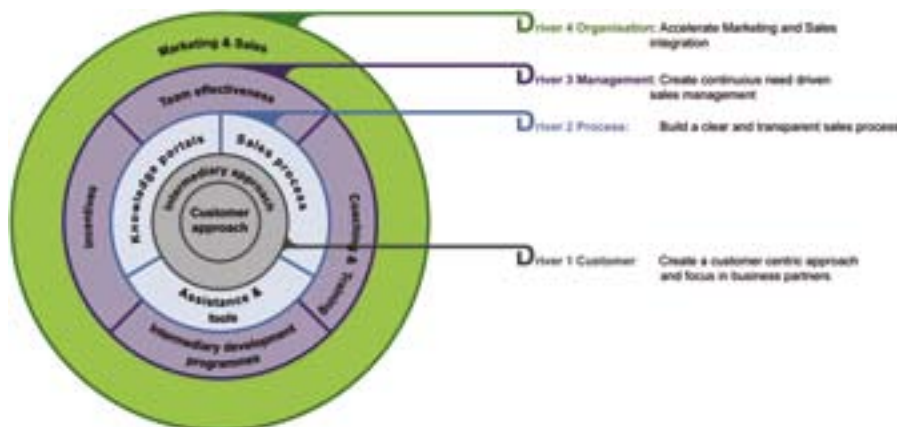 Marketing & Sales
Team effectiveness
Incentives
Coaching & Training
Intermediary development
programmes
Knowledge portals
Sales process
Assistance &
tools
Intermediary approach
Customer
approach
Driver 4 Organisation: Accelerate Marketing and Sales
integration
Driver 3 Management: Create continuous need driven
sales management
Driver 2 Process: Build a clear and transparent sales process
Driver 1 Customer: Create a customer centric approach
and focus in business partners